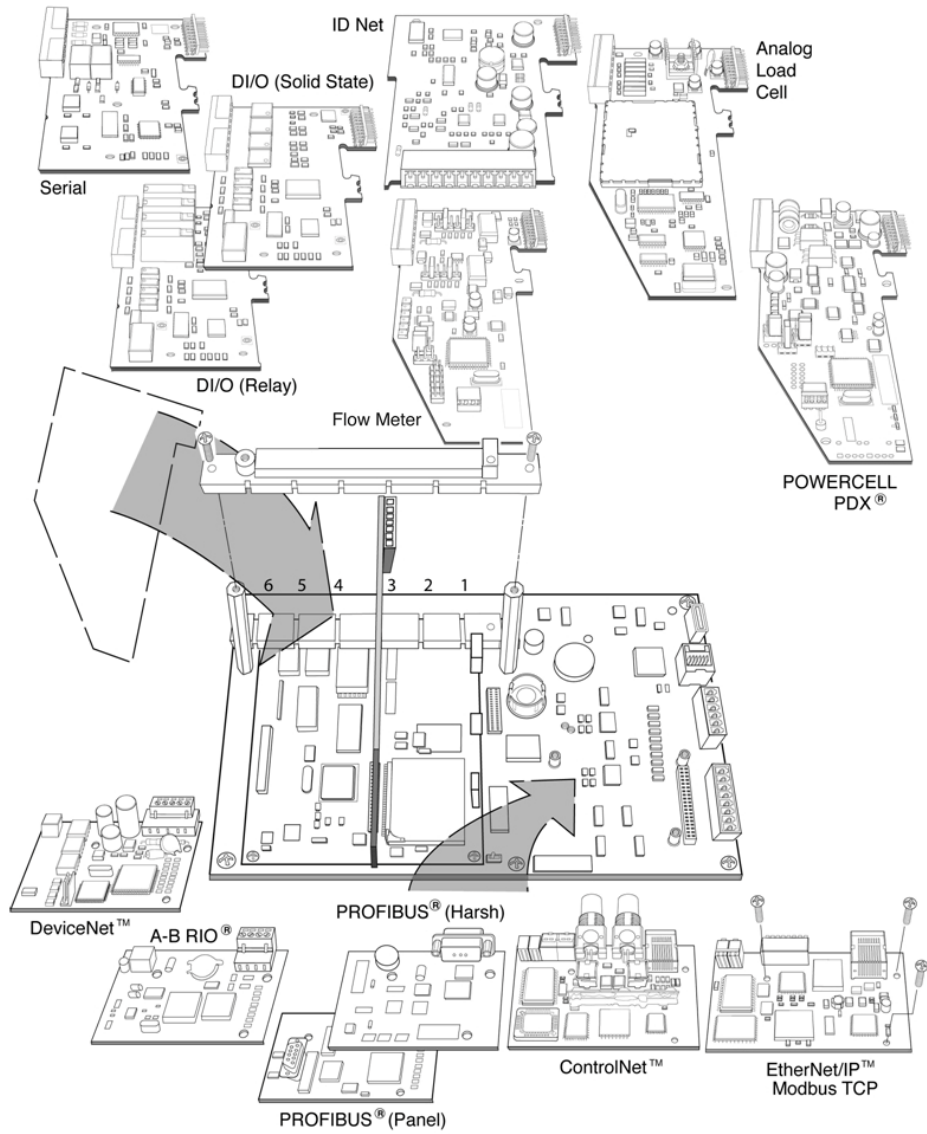 ID Net
Analog
Load
Cell
DI/O (Solid State)
Serial
DI/O (Relay)
Flow Meter
POWERCELL
PDX®
6 5 4 3 2 1
PROFIBUS® (Harsh)
DeviceNet™
A-B RIO®
ControlNet™
EtherNet/IP™
Modbus TCP
PROFIBUS® (Panel)